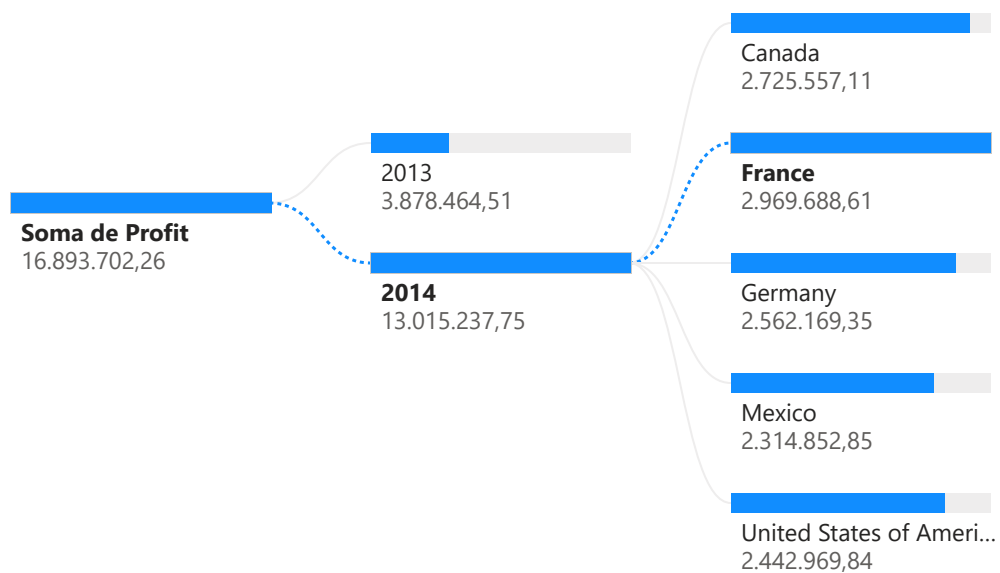 Soma de Profit
16.893.702,26
2013
3.878.464,51
2014
13.015.237,75
Canada
2.725.557,11
France
2.969.688,61
Germany
2.562.169,35
Mexico
2.314.852,85
United States of Ameri...
2.442.969,84